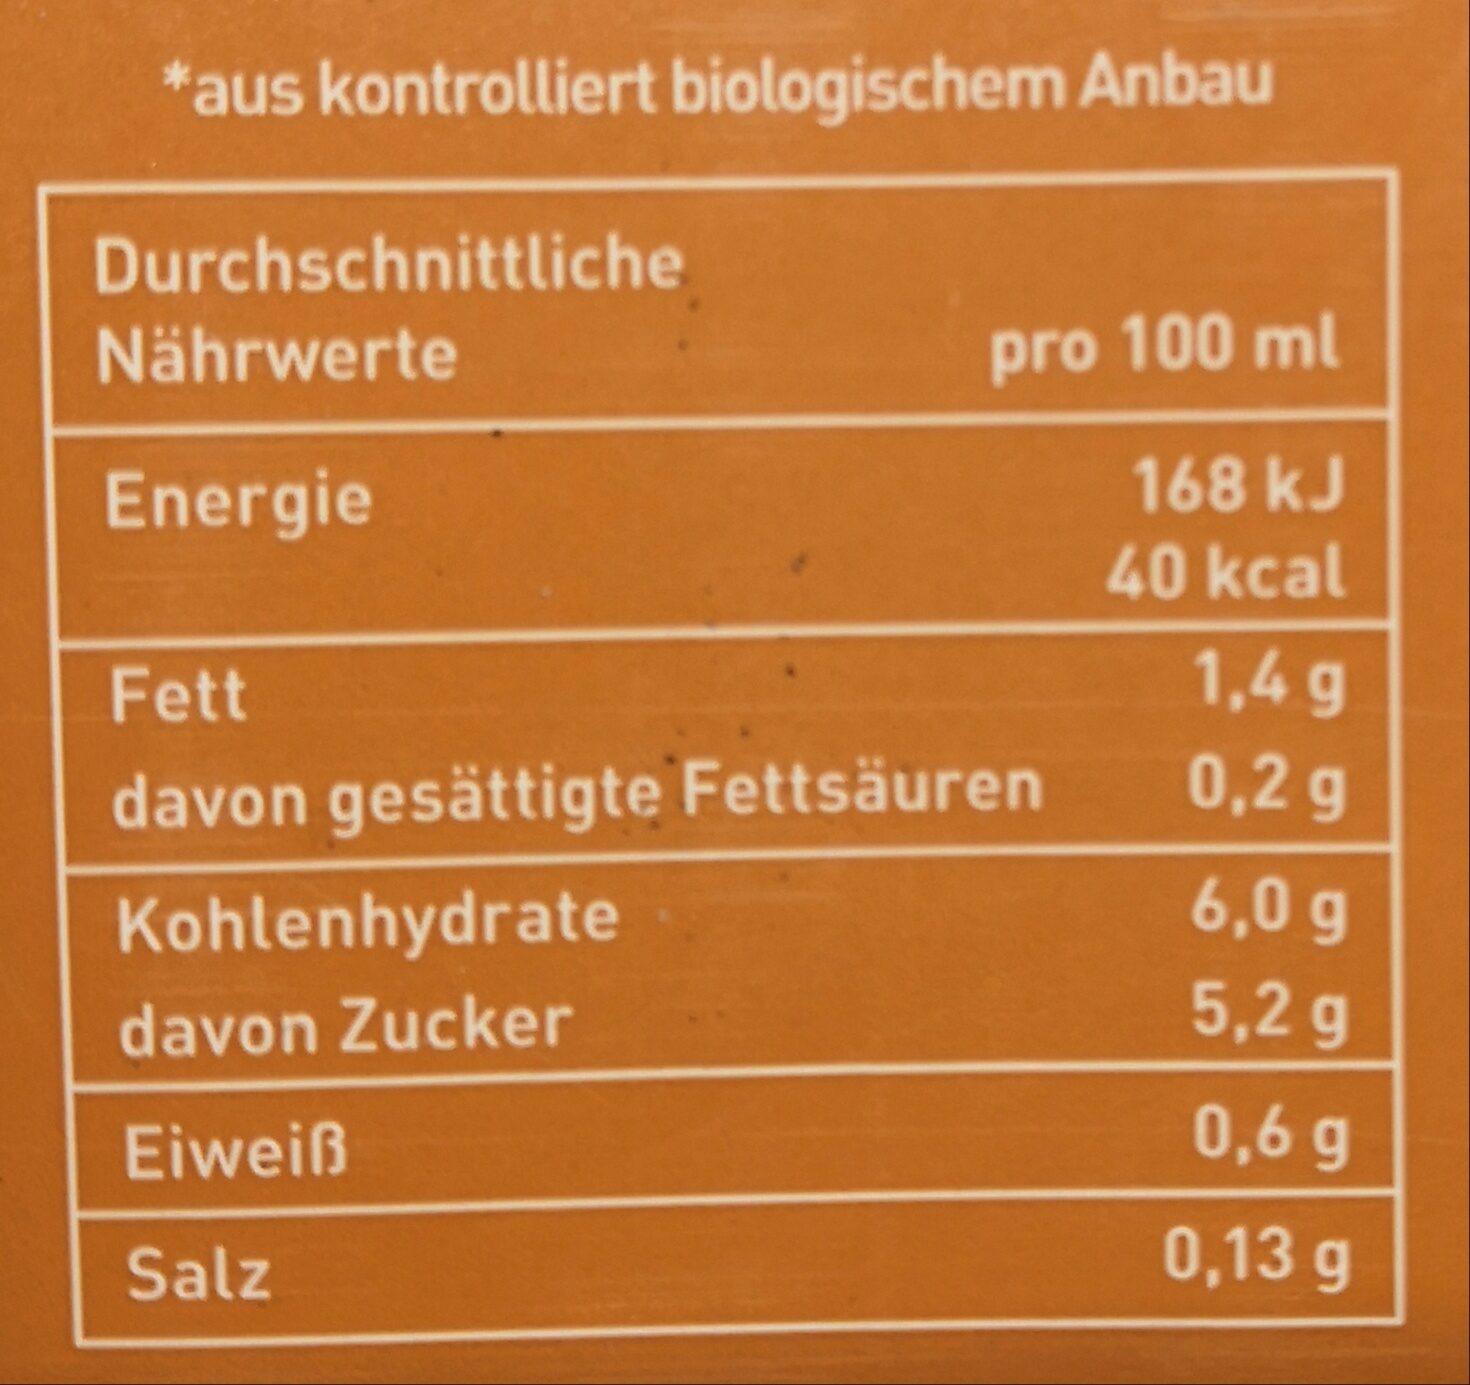 *aus kontrolliert biologischem Anbau
Durchschnittliche
Nährwerte pro 100 ml
Energie 168 kJ
40 kcal
Fett 1,4 g
davon gesättigte Fettsäuren 0,2 g
Kohlenhydrate 6,0 g
davon Zucker 5,2 g
Eiweiß 0,6 g
Salz 0,13 g